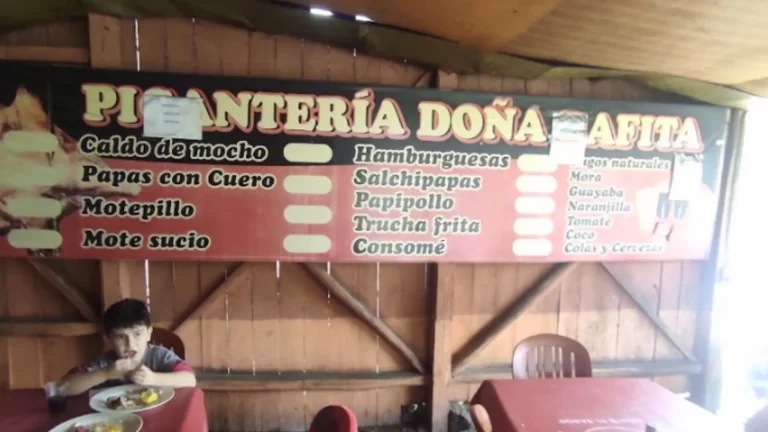 PICANTERÍA DOÑA
Caldo de mocho
Papas con Cuero
Motepillo
Mote sucio
Hamburguesas
Salchipapas
Papipollo
Trucha frita
Consomé
naturales
Mora
Guayaba
Naranjilla
Tomate
Coco
Colas y Cervezas